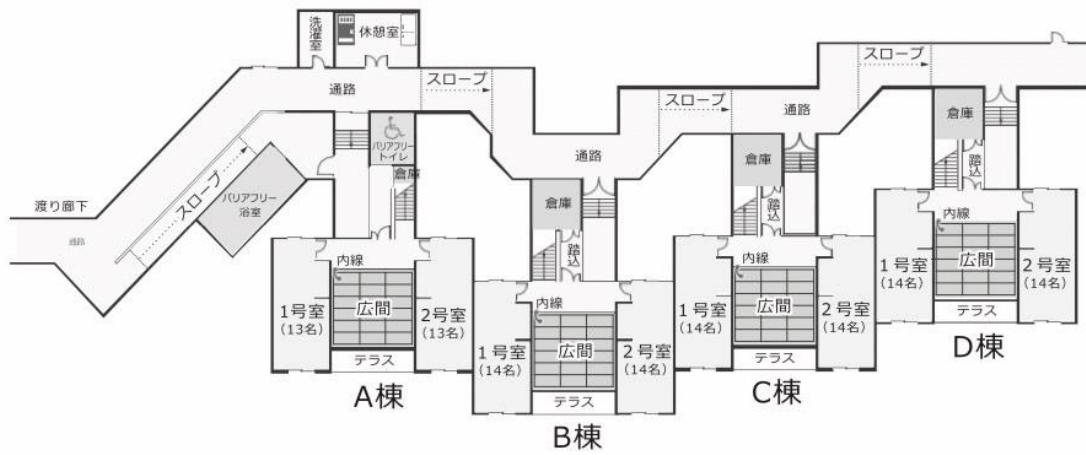 洗濯室
休憩室
通路
スロープ
バリアフリー
トイレ
倉庫
スロープ
バリアフリー
浴室
渡り廊下
通路
内線
広間
1号室
(13名)
2号室
(13名)
テラス
A棟
通路
倉庫
踏込
内線
広間
1号室
(14名)
2号室
(14名)
テラス
B棟
スロープ
通路
倉庫
踏込
内線
広間
1号室
(14名)
2号室
(14名)
テラス
C棟
スロープ
通路
倉庫
踏込
内線
広間
1号室
(14名)
2号室
(14名)
テラス
D棟